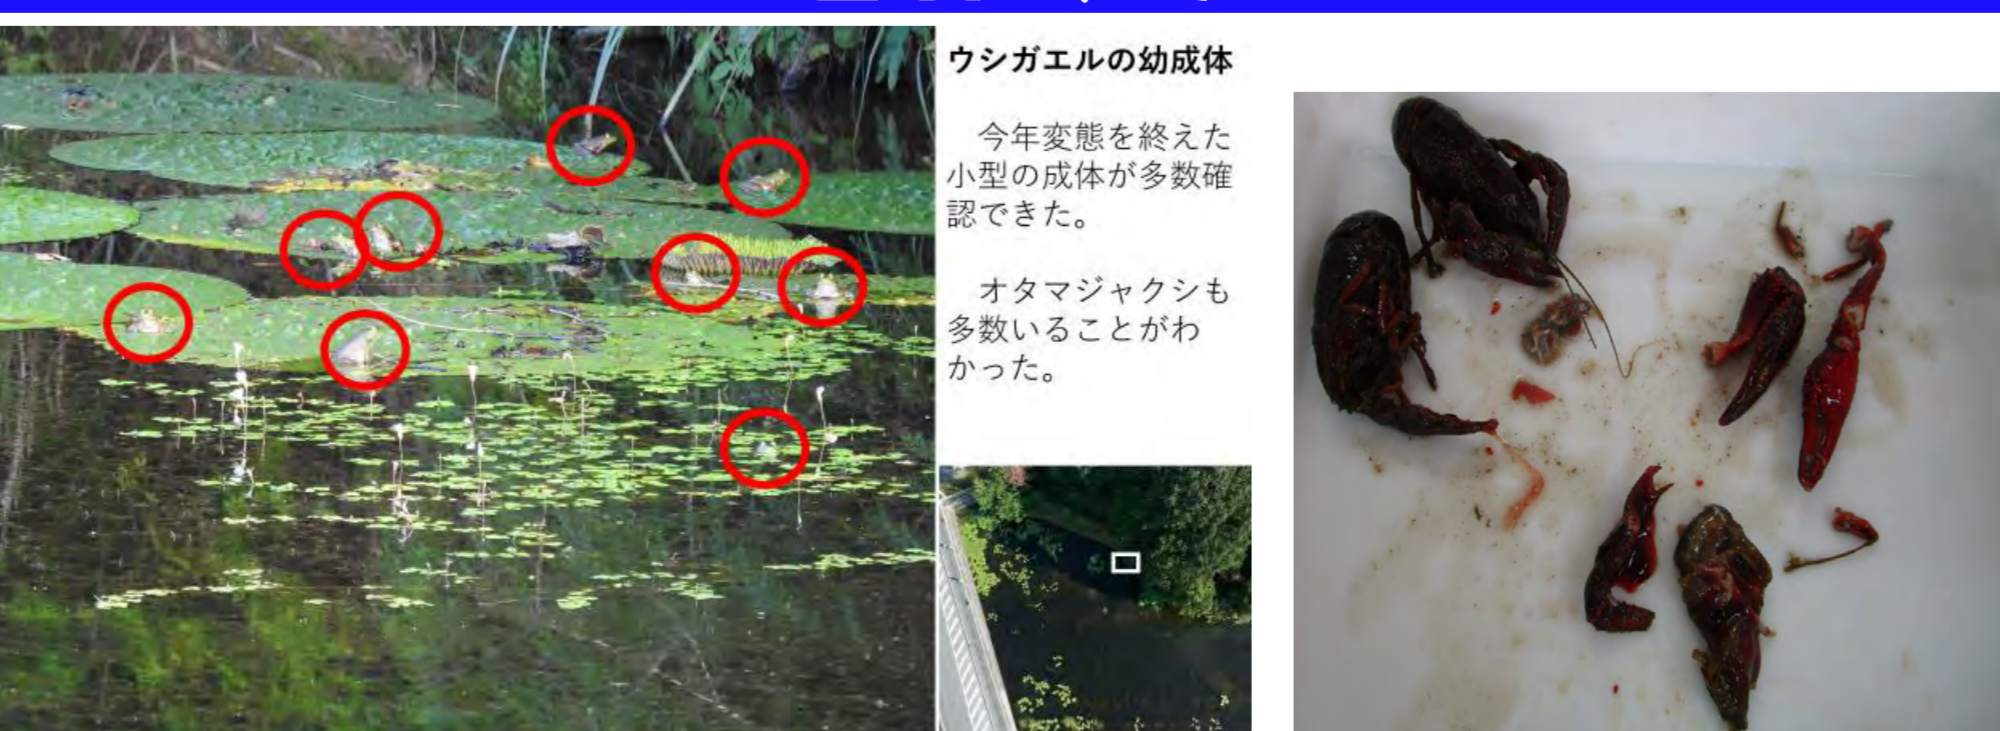 ウシガエルの幼成体
今年変態を終えた
小型の成体が多数確
認できた。
オタマジャクシも
多数いることがわ
かった。